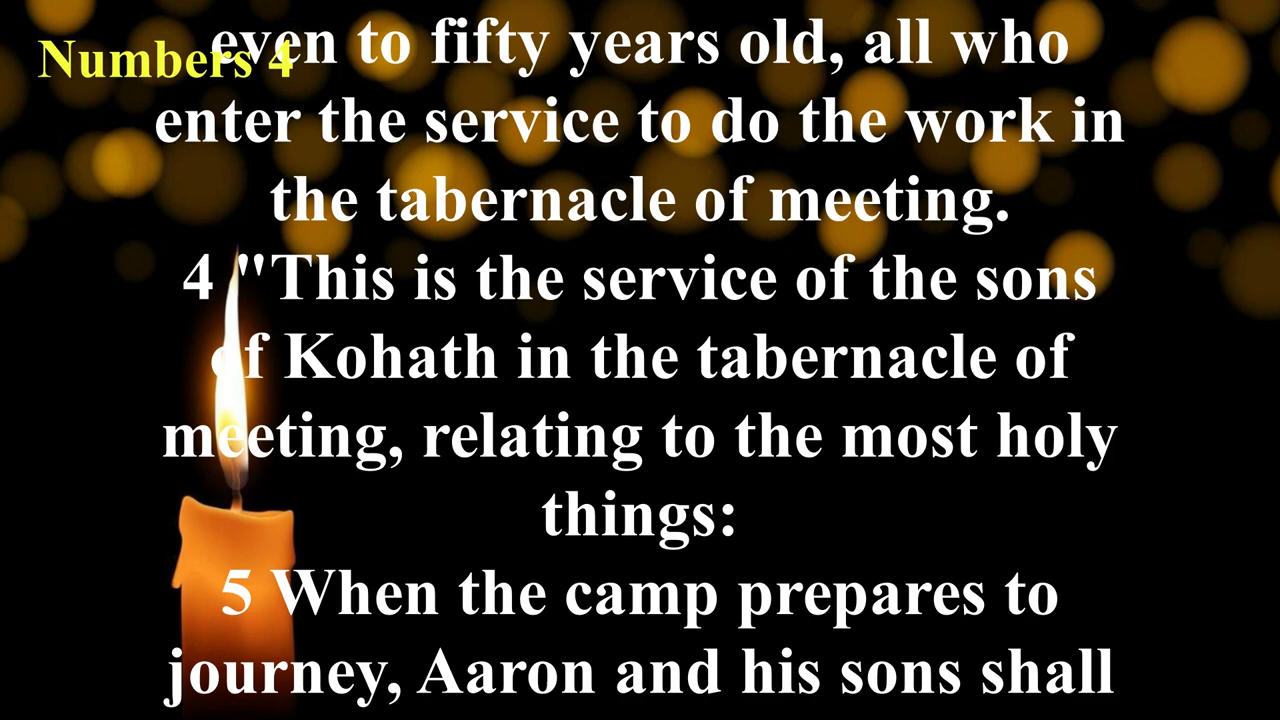 Numbers 4
even to fifty years old, all who
enter the service to do the work in
the tabernacle of meeting.
4 "This is the service of the sons
of Kohath in the tabernacle of
meeting, relating to the most holy
things:
5 When the camp prepares to
journey, Aaron and his sons shall